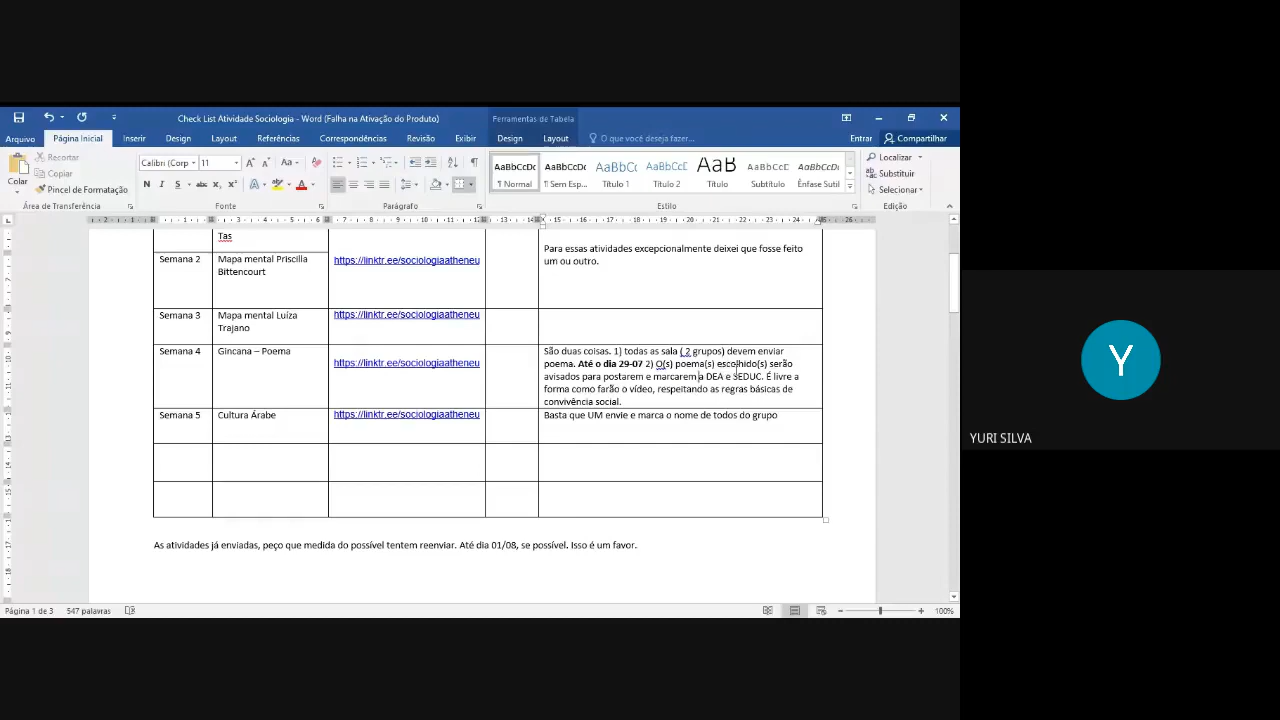 Check List Atividade Sociologia - Word (Falha na Ativação do Produto)
Ferramentas de Tabela
Arquivo
Página Inicial
Inserir
Design
Layout
Referências
Correspondências
Revisão
Exibir
Design
Layout
O que você deseja fazer...
Entrar
Compartilhar
Colar
Recortar
Copiar
Pincel de Formatação
Área de Transferência
Calibri (Corp
11
Fonte
Parágrafo
AaBbCcDc
¶ Normal
AaBbCcDc
¶ Sem Esp...
AaBbCcC
Título 1
AaBbCcE
Título 2
AaB
Título
AaBbCcD
Subtítulo
AaBbCcDc
Ênfase Sutil
Estilo
Localizar
Substituir
Selecionar
Edição
Tas
Para essas atividades excepcionalmente deixei que fosse feito
um ou outro.
Semana 2
Mapa mental Priscilla
Bittencourt
https://linktr.ee/sociologiaatheneu
Semana 3
Mapa mental Luíza
Trajano
https://linktr.ee/sociologiaatheneu
Semana 4
Gincana – Poema
https://linktr.ee/sociologiaatheneu
São duas coisas. 1) todas as sala ( 2 grupos) devem enviar
poema. Até o dia 29-07 2) O(s) poema(s) escolhido(s) serão
avisados para postarem e marcarem a DEA e SEDUC. É livre a
forma como farão o vídeo, respeitando as regras básicas de
convivência social.
Semana 5
Cultura Árabe
https://linktr.ee/sociologiaatheneu
Basta que UM envie e marca o nome de todos do grupo
As atividades já enviadas, peço que medida do possível tentem reenviar. Até dia 01/08, se possível. Isso é um favor.
Página 1 de 3
547 palavras
100%
Y
YURI SILVA